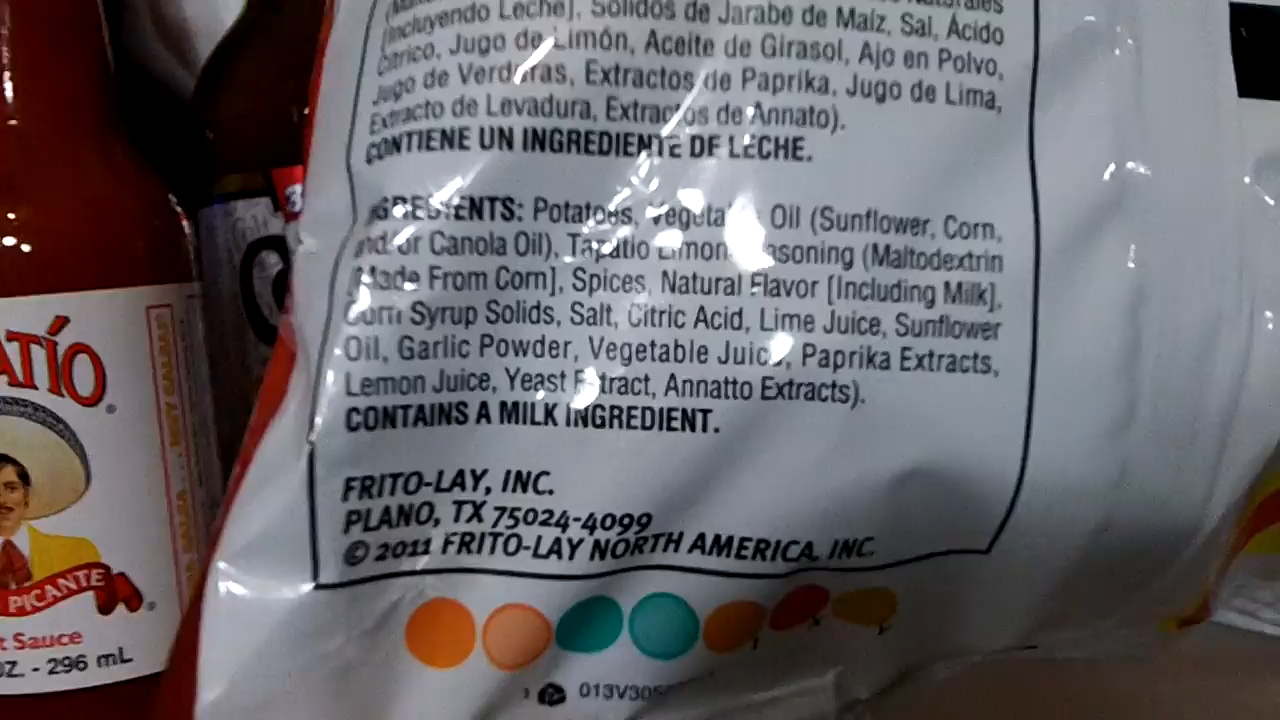 [Incluyendo Leche], Sólidos de Jarabe de Maíz, Sal, Ácido
Cítrico, Jugo de Limón, Aceite de Girasol, Ajo en Polvo,
Jugo de Verduras, Extractos de Paprika, Jugo de Lima,
Extracto de Levadura, Extractos de Annato).
CONTIENE UN INGREDIENTE DE LECHE.
INGREDIENTS: Potatoes, Vegetable Oil (Sunflower, Corn,
and/or Canola Oil), Tapatio Limon Seasoning (Maltodextrin
[Made From Corn], Spices, Natural Flavor [Including Milk],
Corn Syrup Solids, Salt, Citric Acid, Lime Juice, Sunflower
Oil, Garlic Powder, Vegetable Juice, Paprika Extracts,
Lemon Juice, Yeast Extract, Annatto Extracts).
CONTAINS A MILK INGREDIENT.
FRITO-LAY, INC.
PLANO, TX 75024-4099
© 2011 FRITO-LAY NORTH AMERICA, INC.
013V305
ATÍO
PICANTE
t Sauce
OZ. - 296 mL